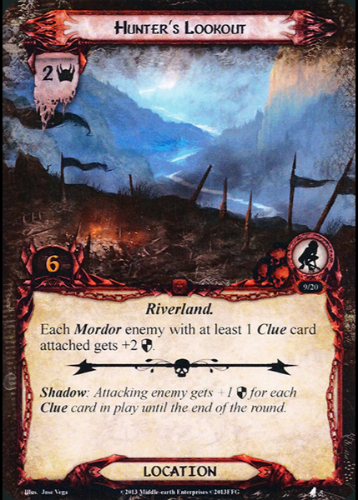 HUNTER'S LOOKOUT
2
6
9/20
Riverland.
Each Mordor enemy with at least 1 Clue card
attached gets +2 .
Shadow: Attacking enemy gets +1 for each
Clue card in play until the end of the round.
LOCATION
Illus. Jose Vega ©2013 Middle-earth Enterprises ©2013FFG